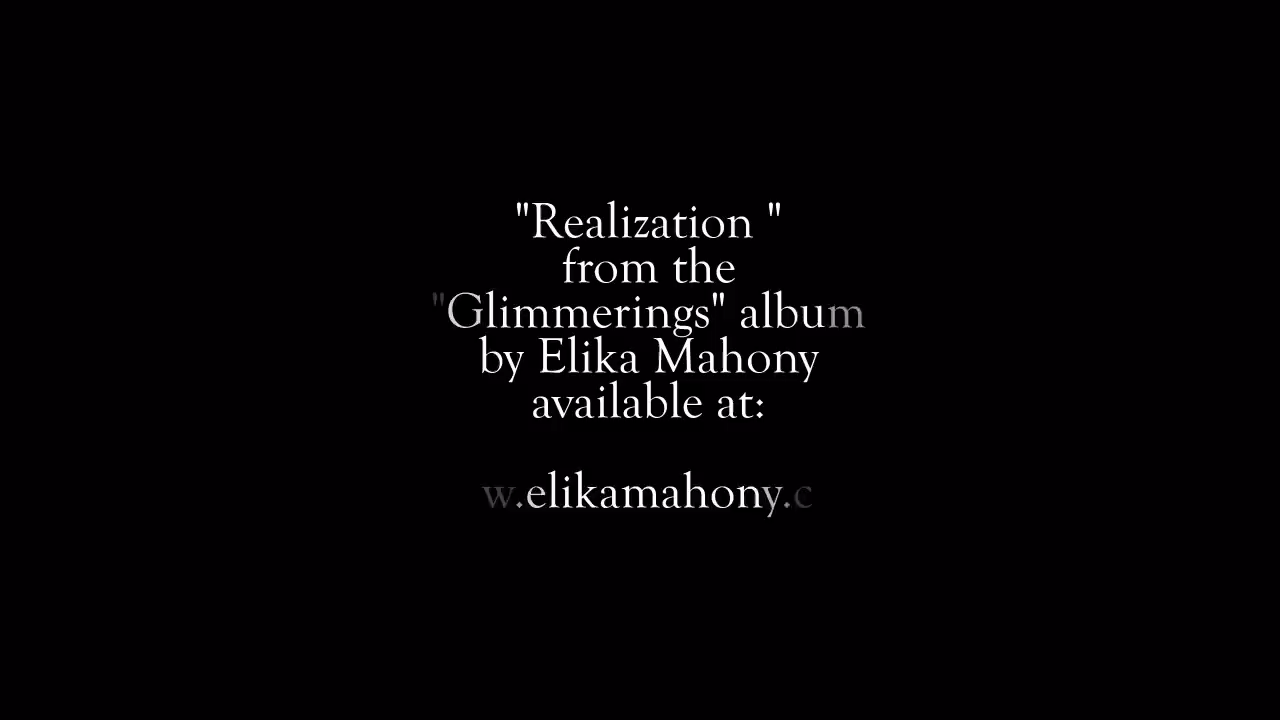 "Realization "
from the
"Glimmerings" album
by Elika Mahony
available at:
w.elikamahony.c